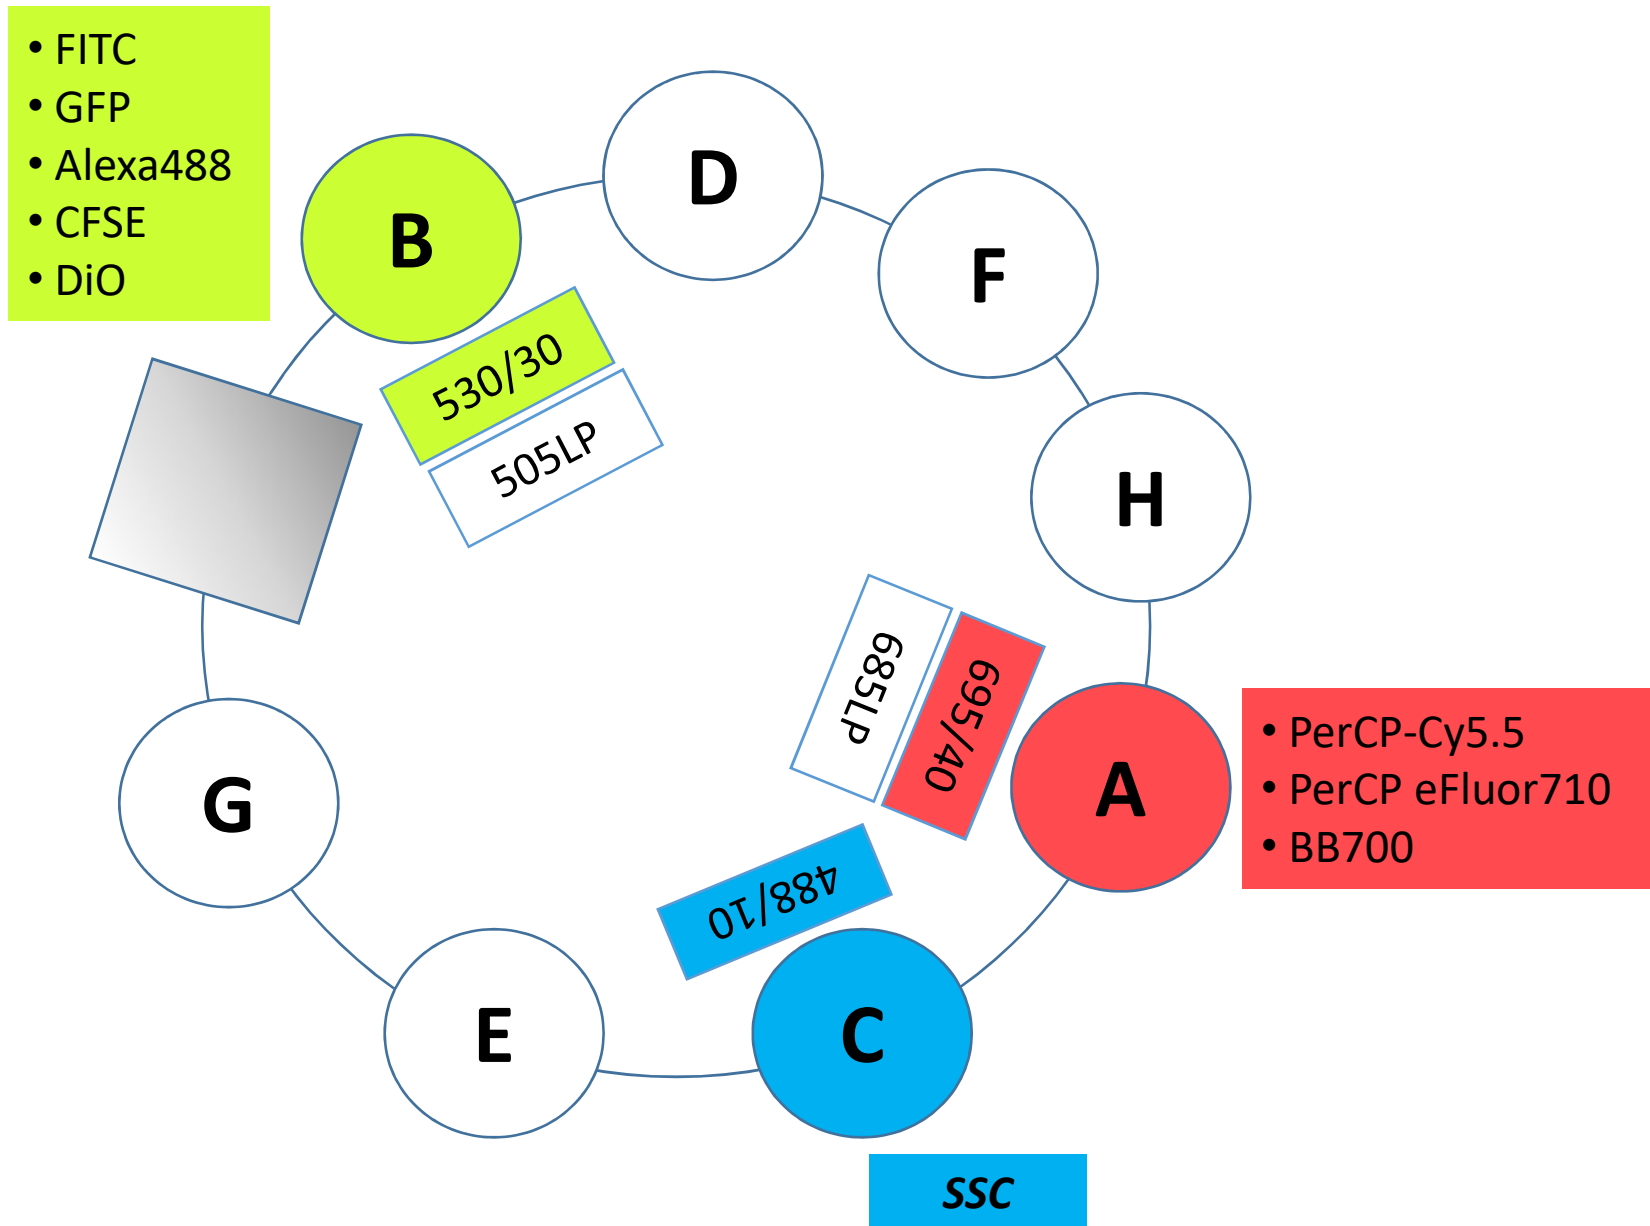 • FITC
• GFP
• Alexa488
• CFSE
• DiO
B
D
F
H
530/30
505LP
685LP
695/40
A
• PerCP-Cy5.5
• PerCP eFluor710
• BB700
G
488/10
E
C
SSC